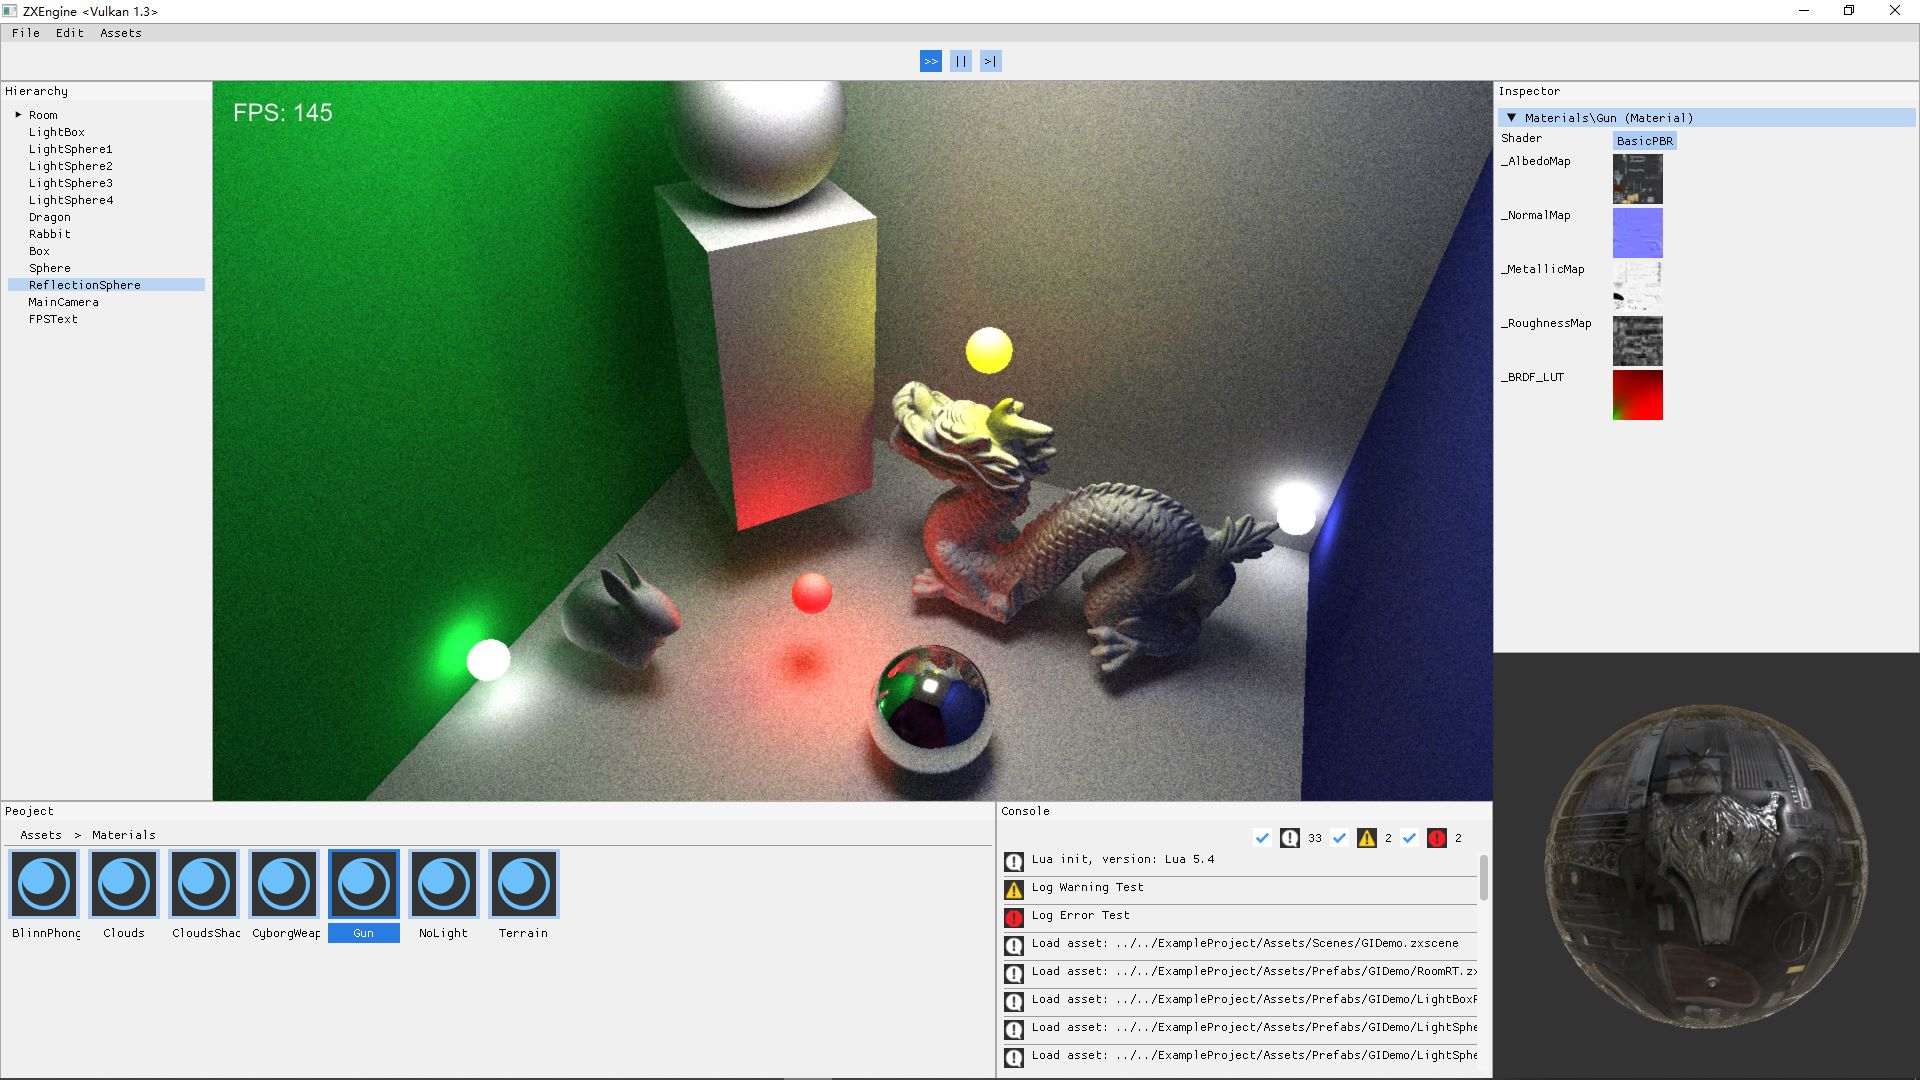 ZXEngine <Vulkan 1.3>
File Edit Assets
>> || >|
Hierarchy
Room
LightBox
LightSphere1
LightSphere2
LightSphere3
LightSphere4
Dragon
Rabbit
Box
Sphere
ReflectionSphere
MainCamera
FPSText
FPS: 145
Inspector
Materials\Gun (Material)
Shader BasicPBR
_AlbedoMap
_NormalMap
_MetallicMap
_RoughnessMap
_BRDF_LUT
Peoject
Assets > Materials
BlinnPhong Clouds CloudsShac CyborgWeap Gun NoLight Terrain
Console
33 2 2
Lua init, version: Lua 5.4
Log Warning Test
Log Error Test
Load asset: ../../ExampleProject/Assets/Scenes/GIDemo.zxscene
Load asset: ../../ExampleProject/Assets/Prefabs/GIDemo/RoomRT.zx
Load asset: ../../ExampleProject/Assets/Prefabs/GIDemo/LightBoxR
Load asset: ../../ExampleProject/Assets/Prefabs/GIDemo/LightSphe
Load asset: ../../ExampleProject/Assets/Prefabs/GIDemo/LightSphe